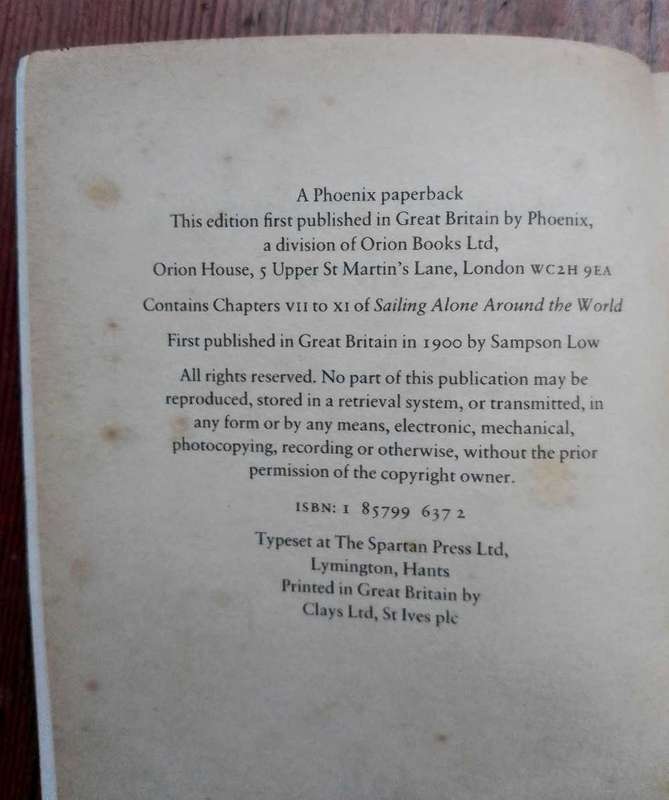 A Phoenix paperback
This edition first published in Great Britain by Phoenix,
a division of Orion Books Ltd,
Orion House, 5 Upper St Martin's Lane, London WC2H 9EA
Contains Chapters VII to XI of Sailing Alone Around the World
First published in Great Britain in 1900 by Sampson Low
All rights reserved. No part of this publication may be
reproduced, stored in a retrieval system, or transmitted, in
any form or by any means, electronic, mechanical,
photocopying, recording or otherwise, without the prior
permission of the copyright owner.
ISBN: 1 85799 637 2
Typeset at The Spartan Press Ltd,
Lymington, Hants
Printed in Great Britain by
Clays Ltd, St Ives plc